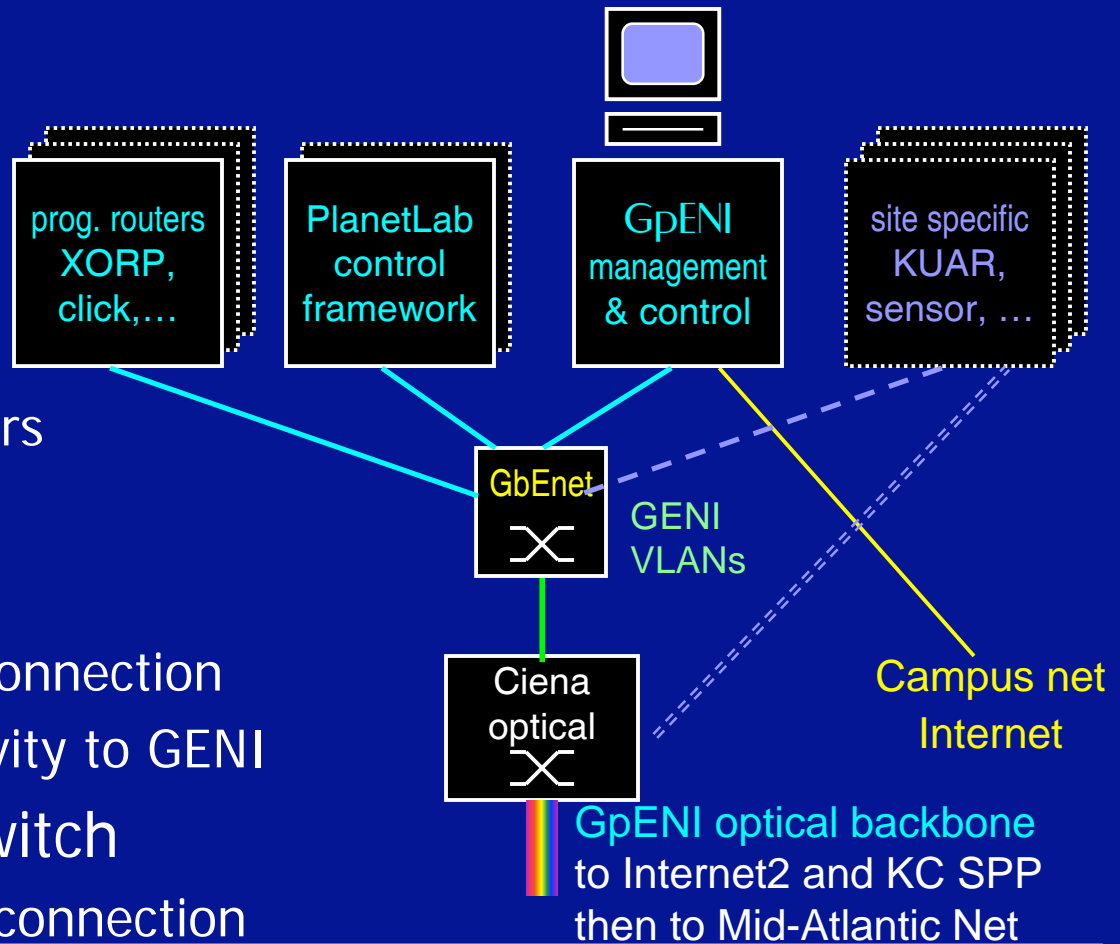 prog. routers
XORP,
click,…
PlanetLab
control
framework
GpENI
management
& control
site specific
KUAR,
sensor, …
rs
GbEnet
GENI
VLANs
onnection
vity to GENI
witch
connection
Ciena
optical
Campus net
Internet
GpENI optical backbone
to Internet2 and KC SPP
then to Mid-Atlantic Net